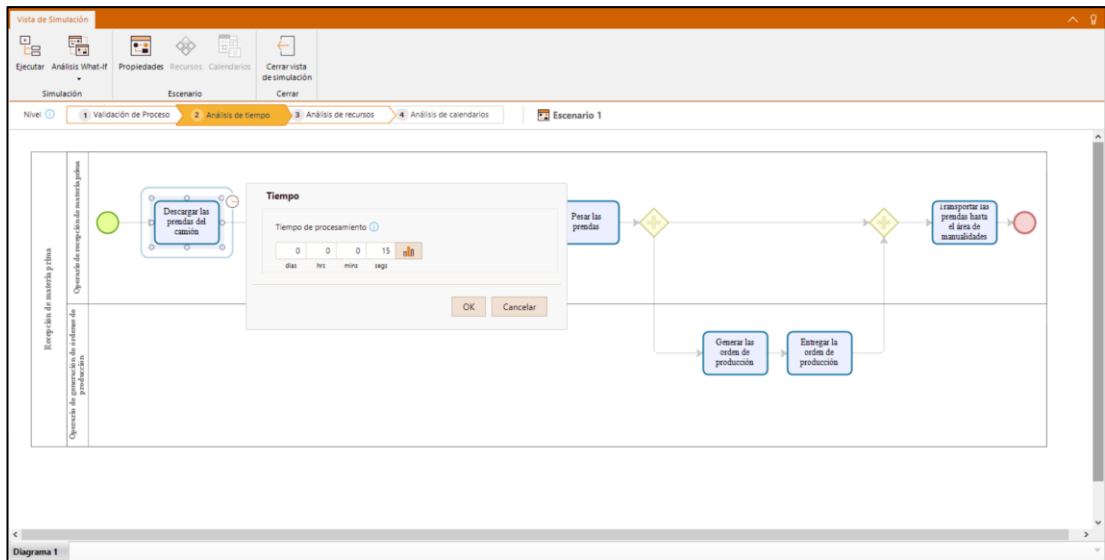 Vista de Simulación
Ejecutar Análisis What-If Propiedades Recursos Calendarios Cerrar vista
de simulación
Simulación Escenario Cerrar
Nivel 1 Validación de Proceso 2 Análisis de tiempo 3 Análisis de recursos 4 Análisis de calendarios Escenario 1
Recepción de materia prima
Operario de recepción de materia prima
Descargar las
prendas del
camión
Tiempo
Tiempo de procesamiento
0 0 0 15
días hrs mins segs
OK Cancelar
Pesar las
prendas
Transportar las
prendas hasta
el área de
manualidades
Operario de generación de órdenes de
producción
Generar las
orden de
producción
Entregar la
orden de
producción
Diagrama 1